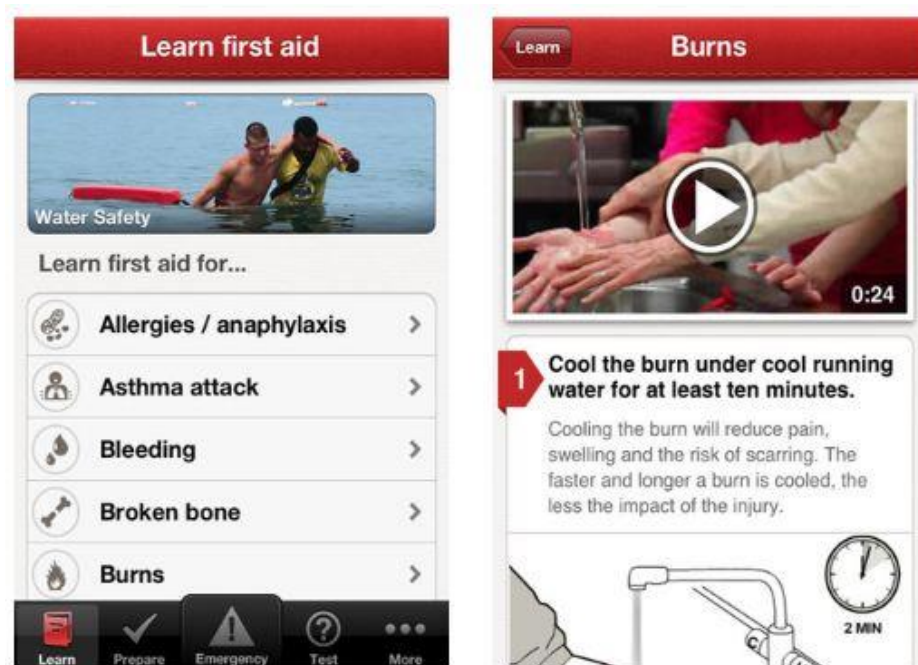 Learn first aid
Water Safety
Learn first aid for...
Allergies / anaphylaxis
Asthma attack
Bleeding
Broken bone
Burns
Learn
Prepare
Emergency
Test
More
Learn
Burns
0:24
1
Cool the burn under cool running
water for at least ten minutes.
Cooling the burn will reduce pain,
swelling and the risk of scarring. The
faster and longer a burn is cooled, the
less the impact of the injury.
2 MIN
C